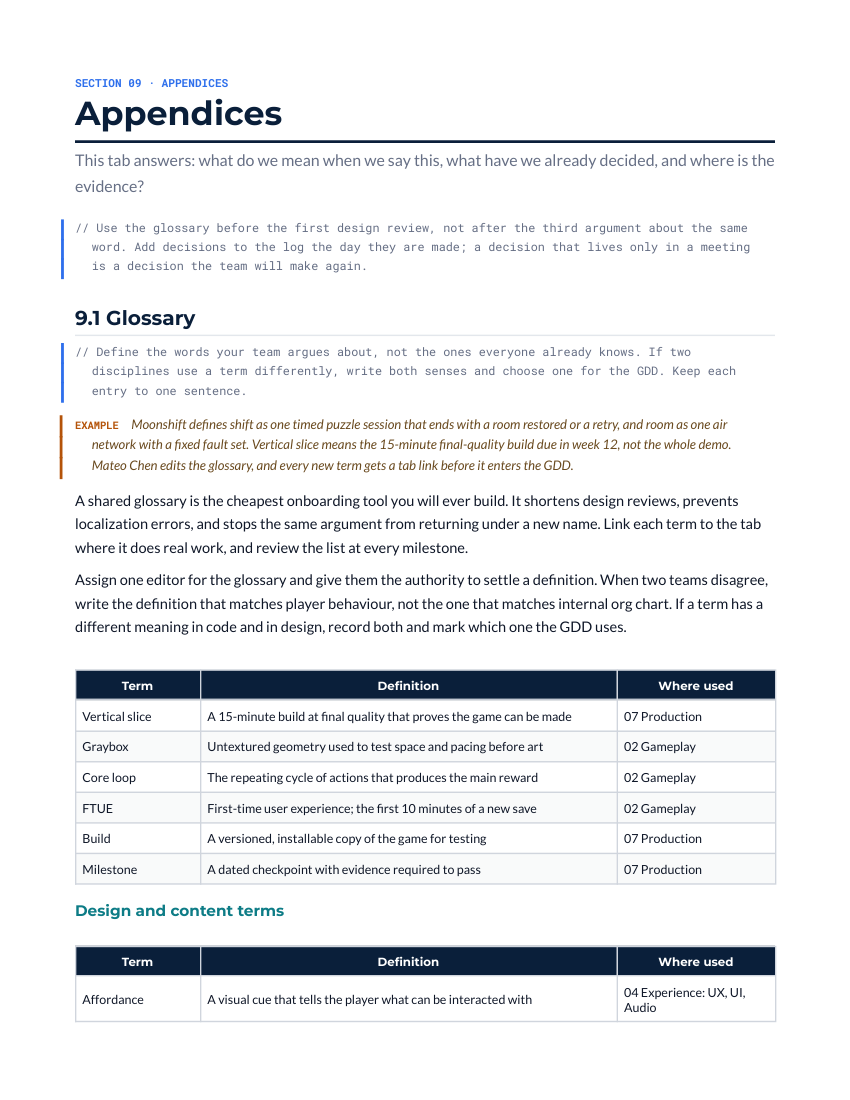 SECTION 09 · APPENDICES
Appendices
This tab answers: what do we mean when we say this, what have we already decided, and where is the
evidence?
// Use the glossary before the first design review, not after the third argument about the same
word. Add decisions to the log the day they are made; a decision that lives only in a meeting
is a decision the team will make again.
9.1 Glossary
// Define the words your team argues about, not the ones everyone already knows. If two
disciplines use a term differently, write both senses and choose one for the GDD. Keep each
entry to one sentence.
EXAMPLE Moonshift defines shift as one timed puzzle session that ends with a room restored or a retry, and room as one air
network with a fixed fault set. Vertical slice means the 15-minute final-quality build due in week 12, not the whole demo.
Mateo Chen edits the glossary, and every new term gets a tab link before it enters the GDD.
A shared glossary is the cheapest onboarding tool you will ever build. It shortens design reviews, prevents
localization errors, and stops the same argument from returning under a new name. Link each term to the tab
where it does real work, and review the list at every milestone.
Assign one editor for the glossary and give them the authority to settle a definition. When two teams disagree,
write the definition that matches player behaviour, not the one that matches internal org chart. If a term has a
different meaning in code and in design, record both and mark which one the GDD uses.
Term Definition Where used
Vertical slice A 15-minute build at final quality that proves the game can be made 07 Production
Graybox Untextured geometry used to test space and pacing before art 02 Gameplay
Core loop The repeating cycle of actions that produces the main reward 02 Gameplay
FTUE First-time user experience; the first 10 minutes of a new save 02 Gameplay
Build A versioned, installable copy of the game for testing 07 Production
Milestone A dated checkpoint with evidence required to pass 07 Production
Design and content terms
Term Definition Where used
Affordance A visual cue that tells the player what can be interacted with 04 Experience: UX, UI,
Audio